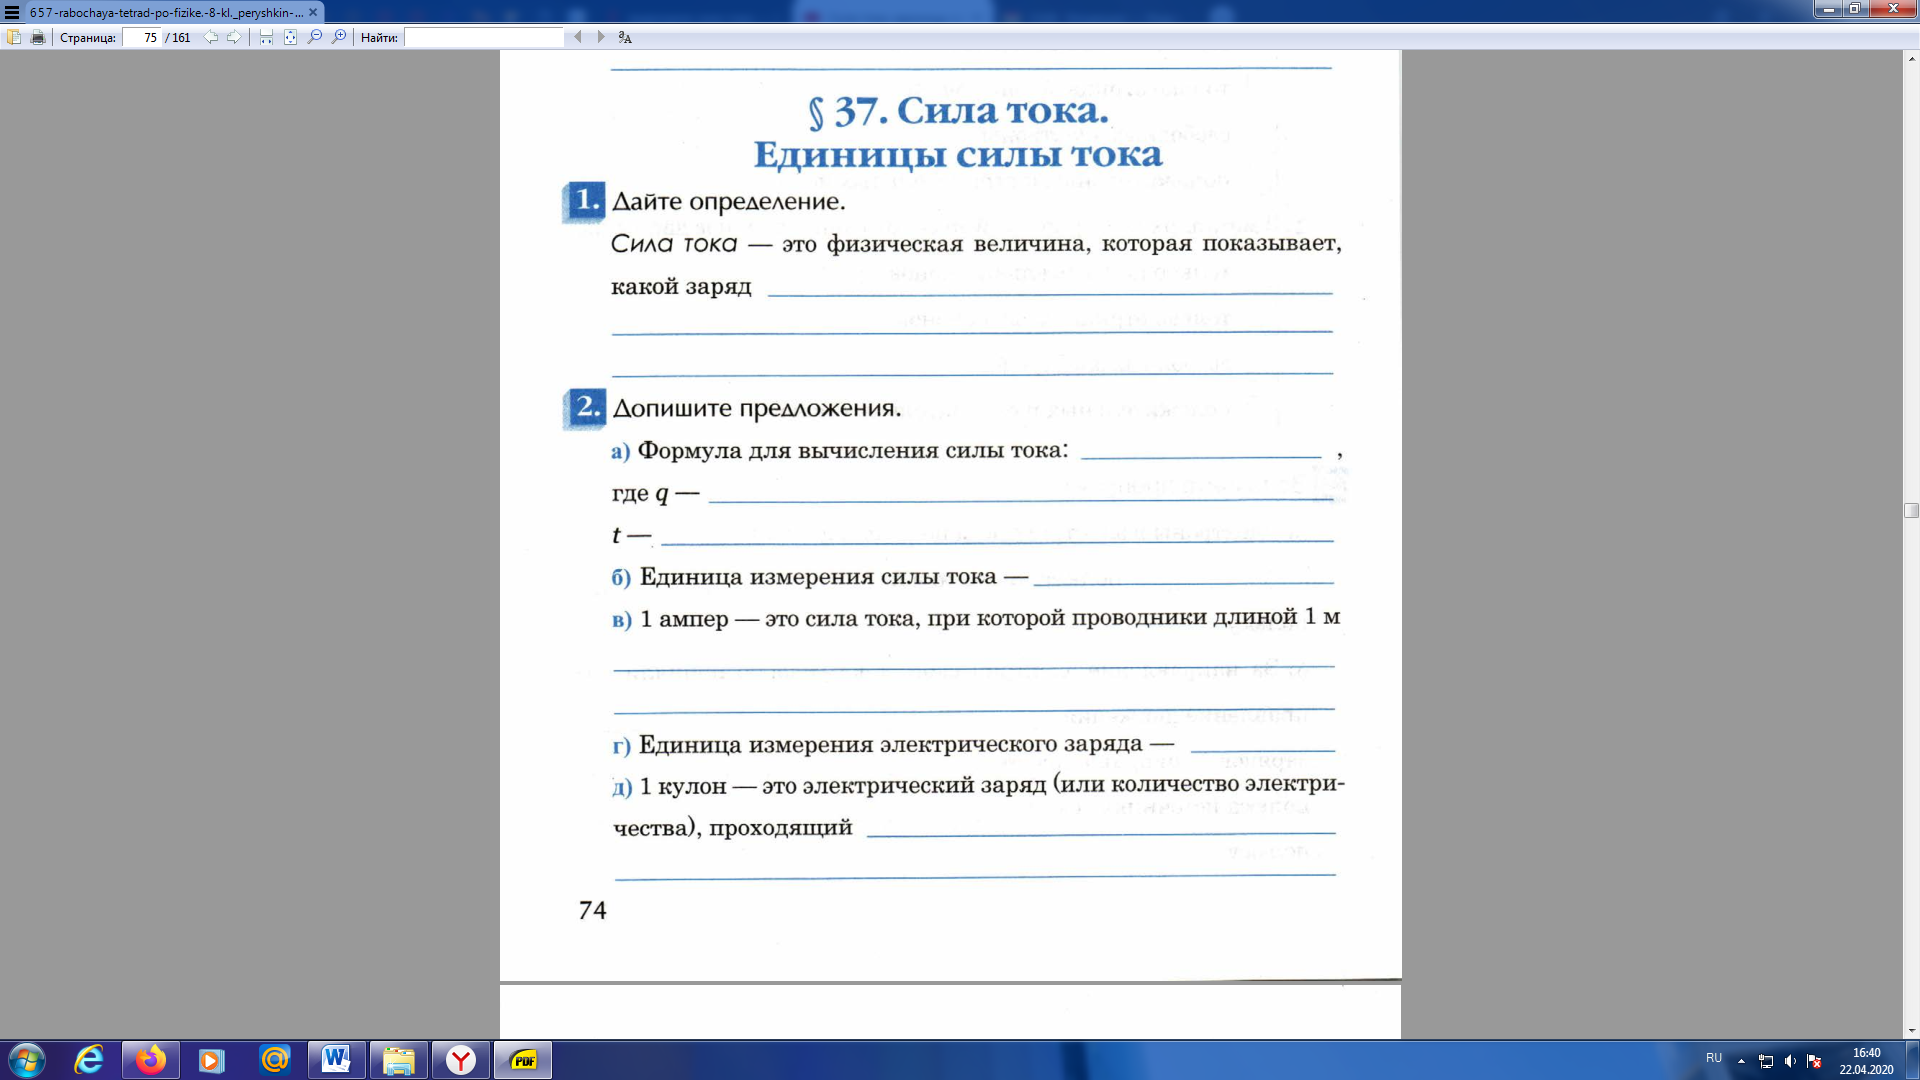 657-rabochaya-tetrad-po-fizike.-8-kl._peryshkin-...
Страница: 75 / 161 Найти:
§ 37. Сила тока.
Единицы силы тока
1. Дайте определение.
Сила тока — это физическая величина, которая показывает,
какой заряд
2. Допишите предложения.
а) Формула для вычисления силы тока: ,
где q —
t —
б) Единица измерения силы тока —
в) 1 ампер — это сила тока, при которой проводники длиной 1 м
г) Единица измерения электрического заряда —
д) 1 кулон — это электрический заряд (или количество электри-
чества), проходящий
74
PDF
RU
16:40
22.04.2020